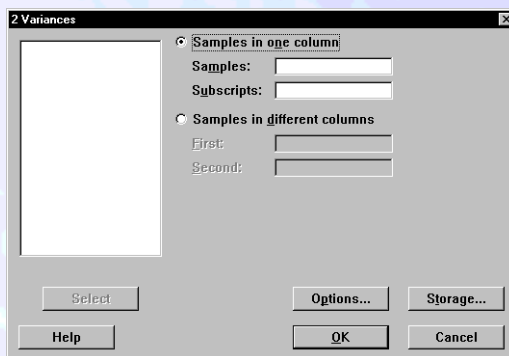 2 Variances
Samples in one column
Samples:
Subscripts:
Samples in different columns
First:
Second:
Select
Options...
Storage...
Help
OK
Cancel